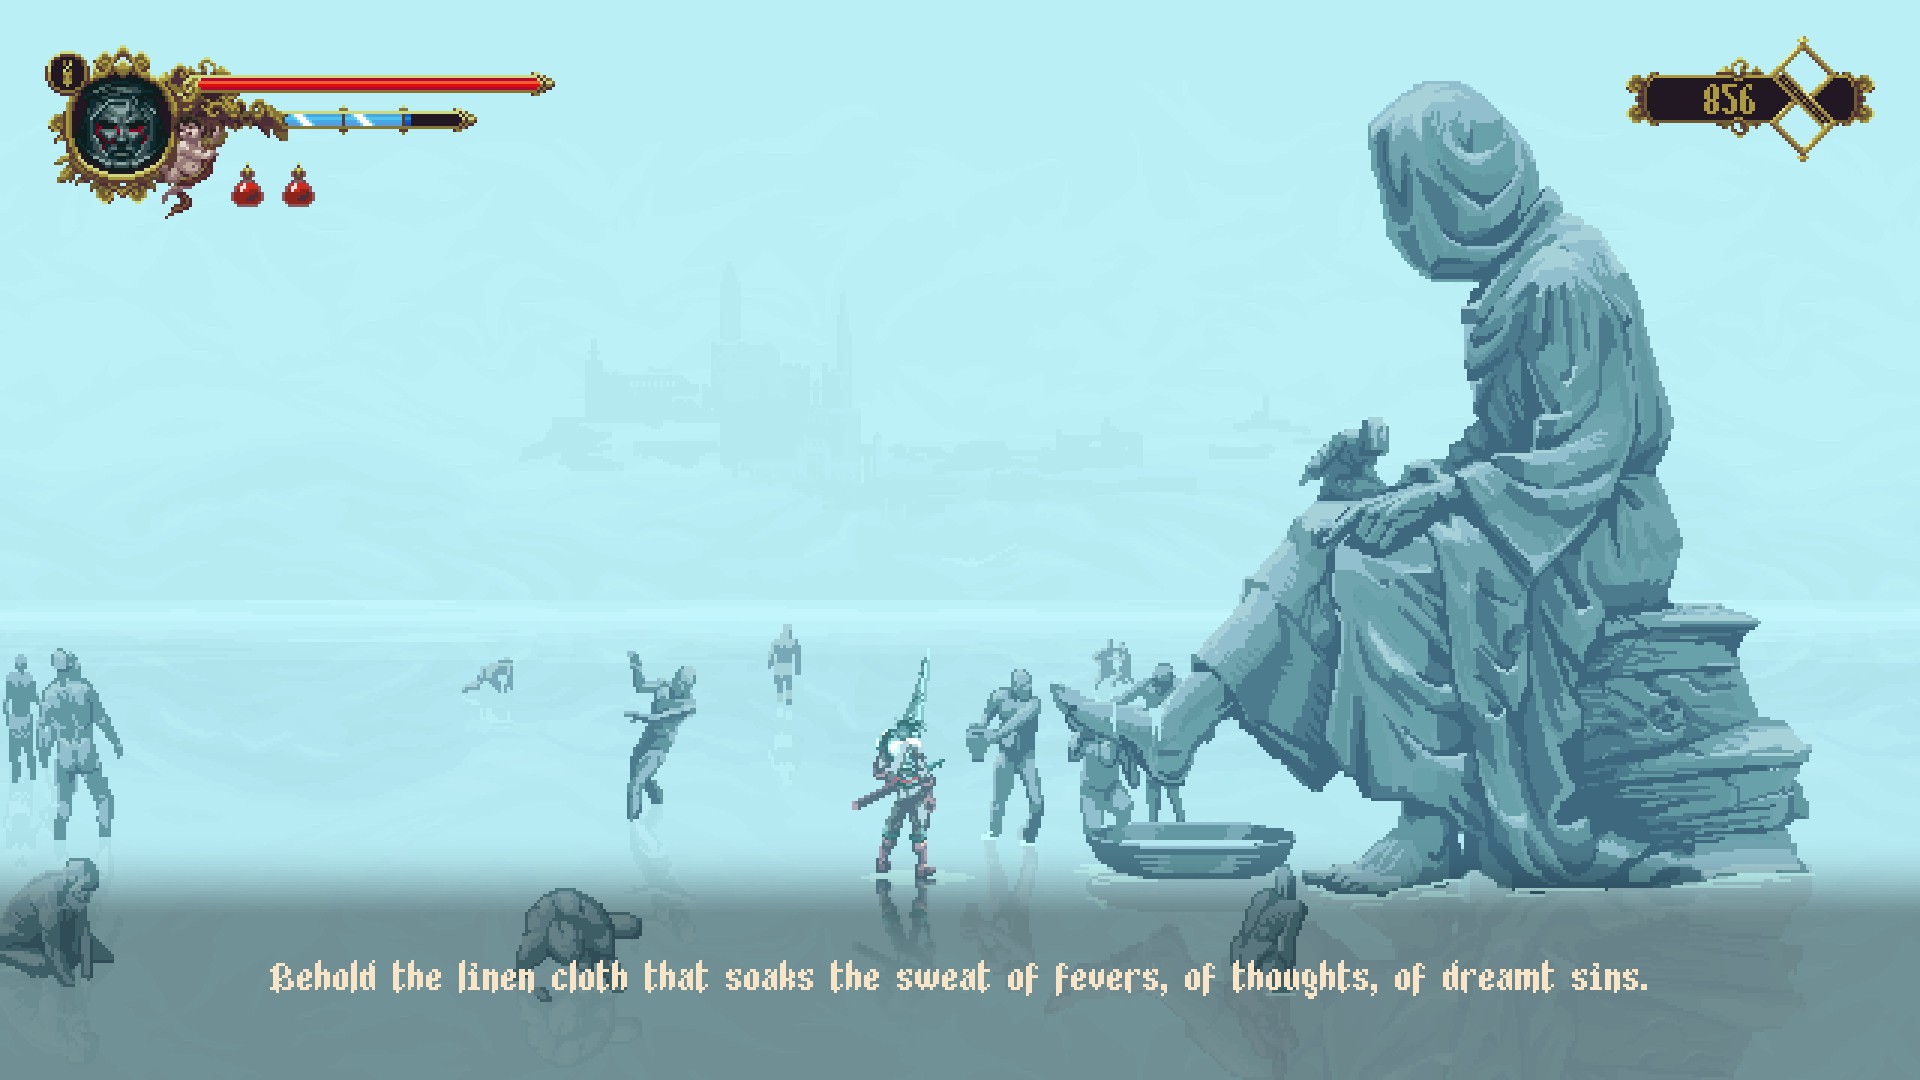 856
Behold the linen cloth that soaks the sweat of fevers, of thoughts, of dreamt sins.